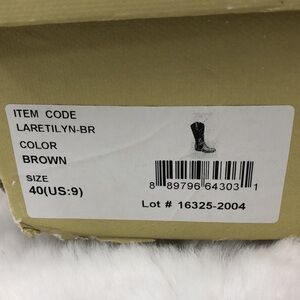 ITEM CODE
LARETILYN-BR
COLOR
BROWN
SIZE
40(US:9)
8 89796 64303 1
Lot # 16325-2004